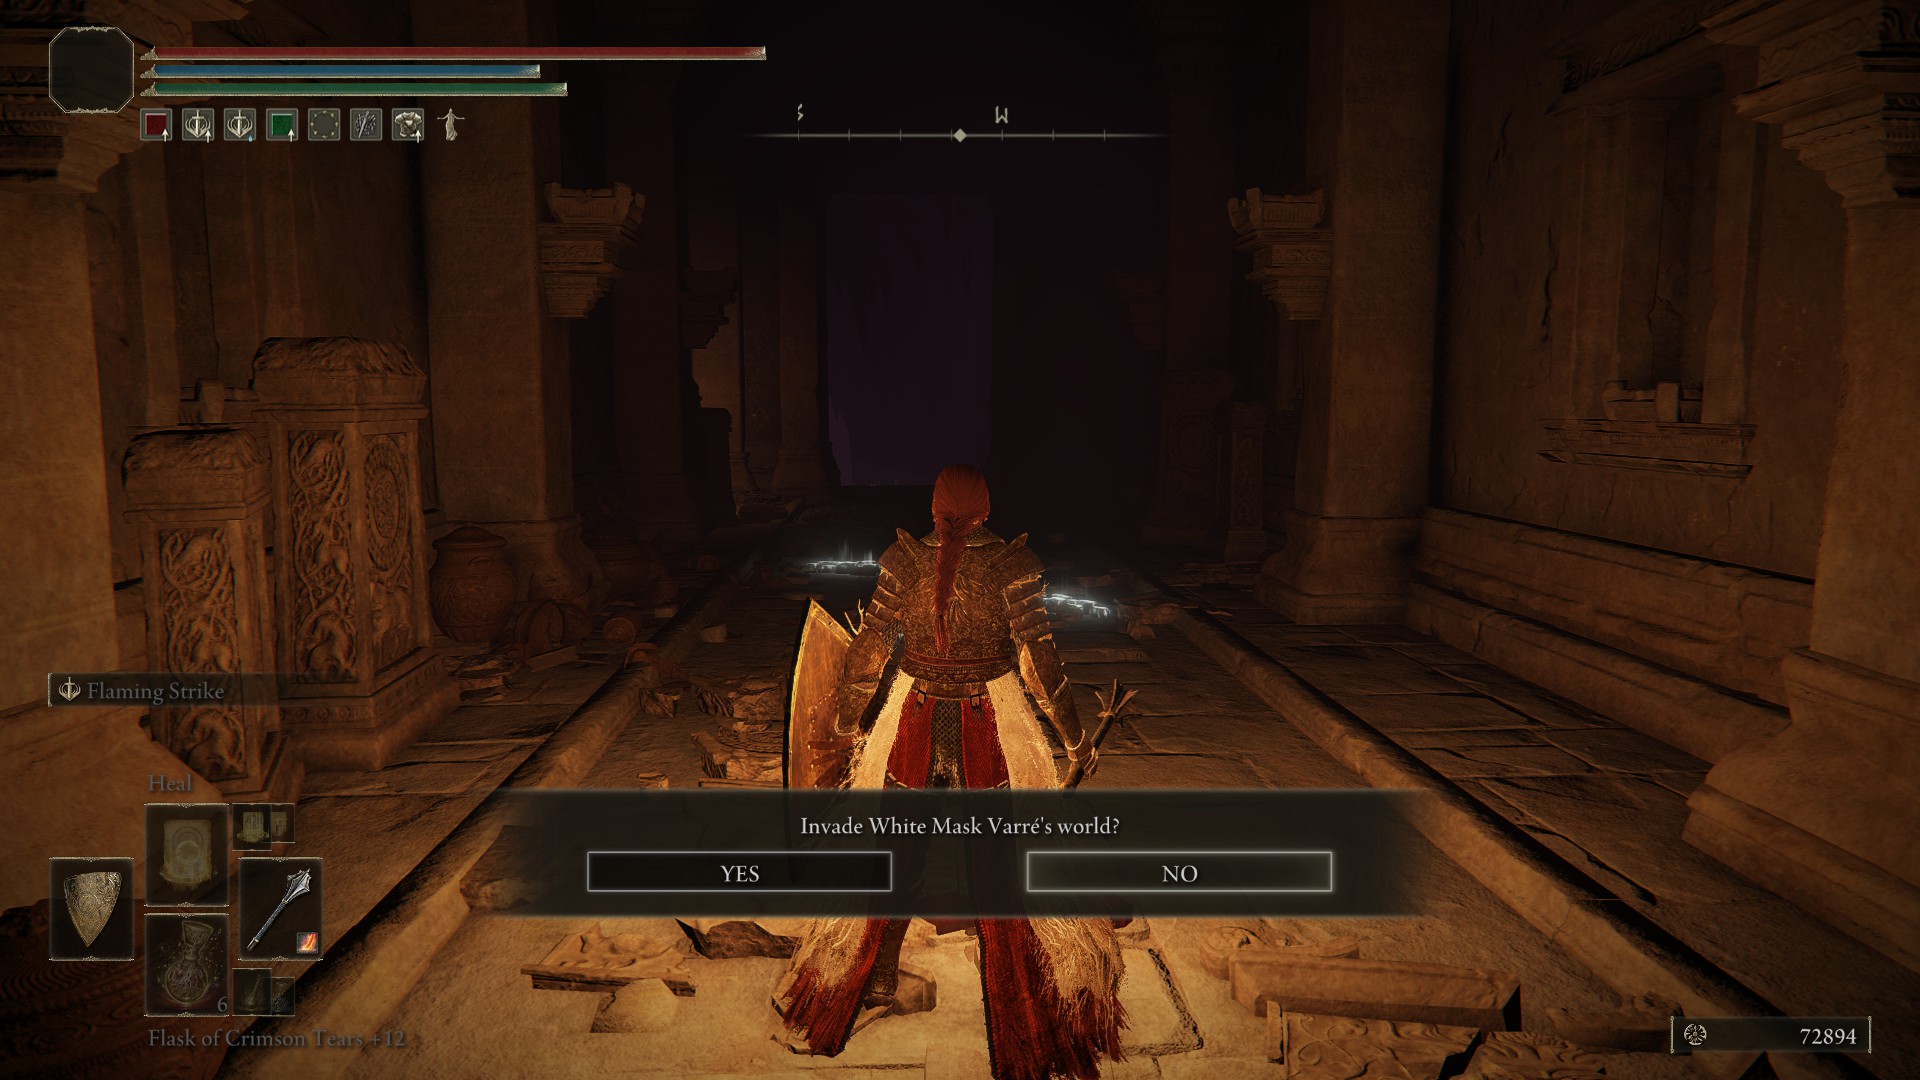 S
W
Flaming Strike
Heal
Invade White Mask Varré's world?
YES
NO
6
Flask of Crimson Tears +12
72894